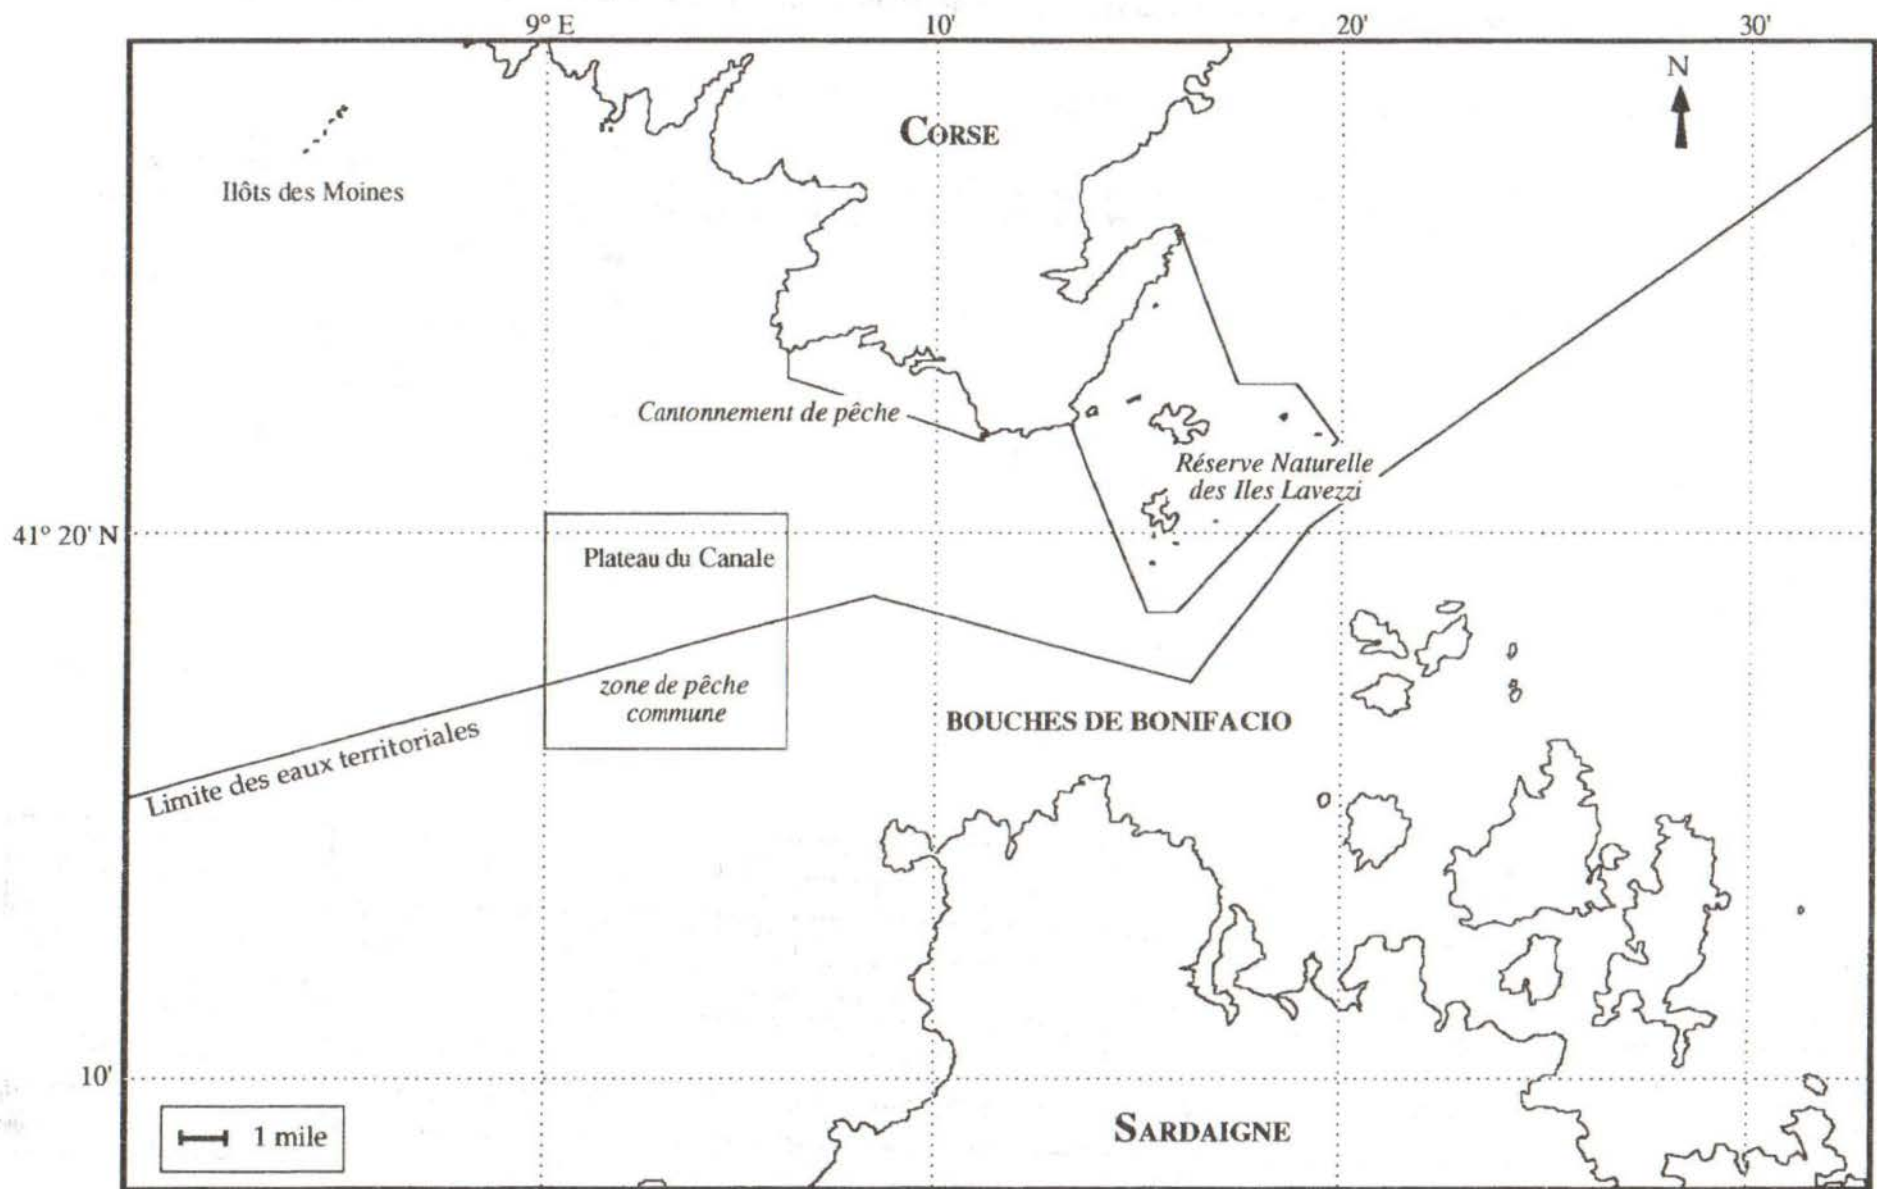 9° E
10'
20'
30'
N
CORSE
Ilôts des Moines
Cantonnement de pêche
Réserve Naturelle
des Iles Lavezzi
41° 20' N
Plateau du Canale
zone de pêche
commune
BOUCHES DE BONIFACIO
Limite des eaux territoriales
10'
1 mile
SARDAIGNE